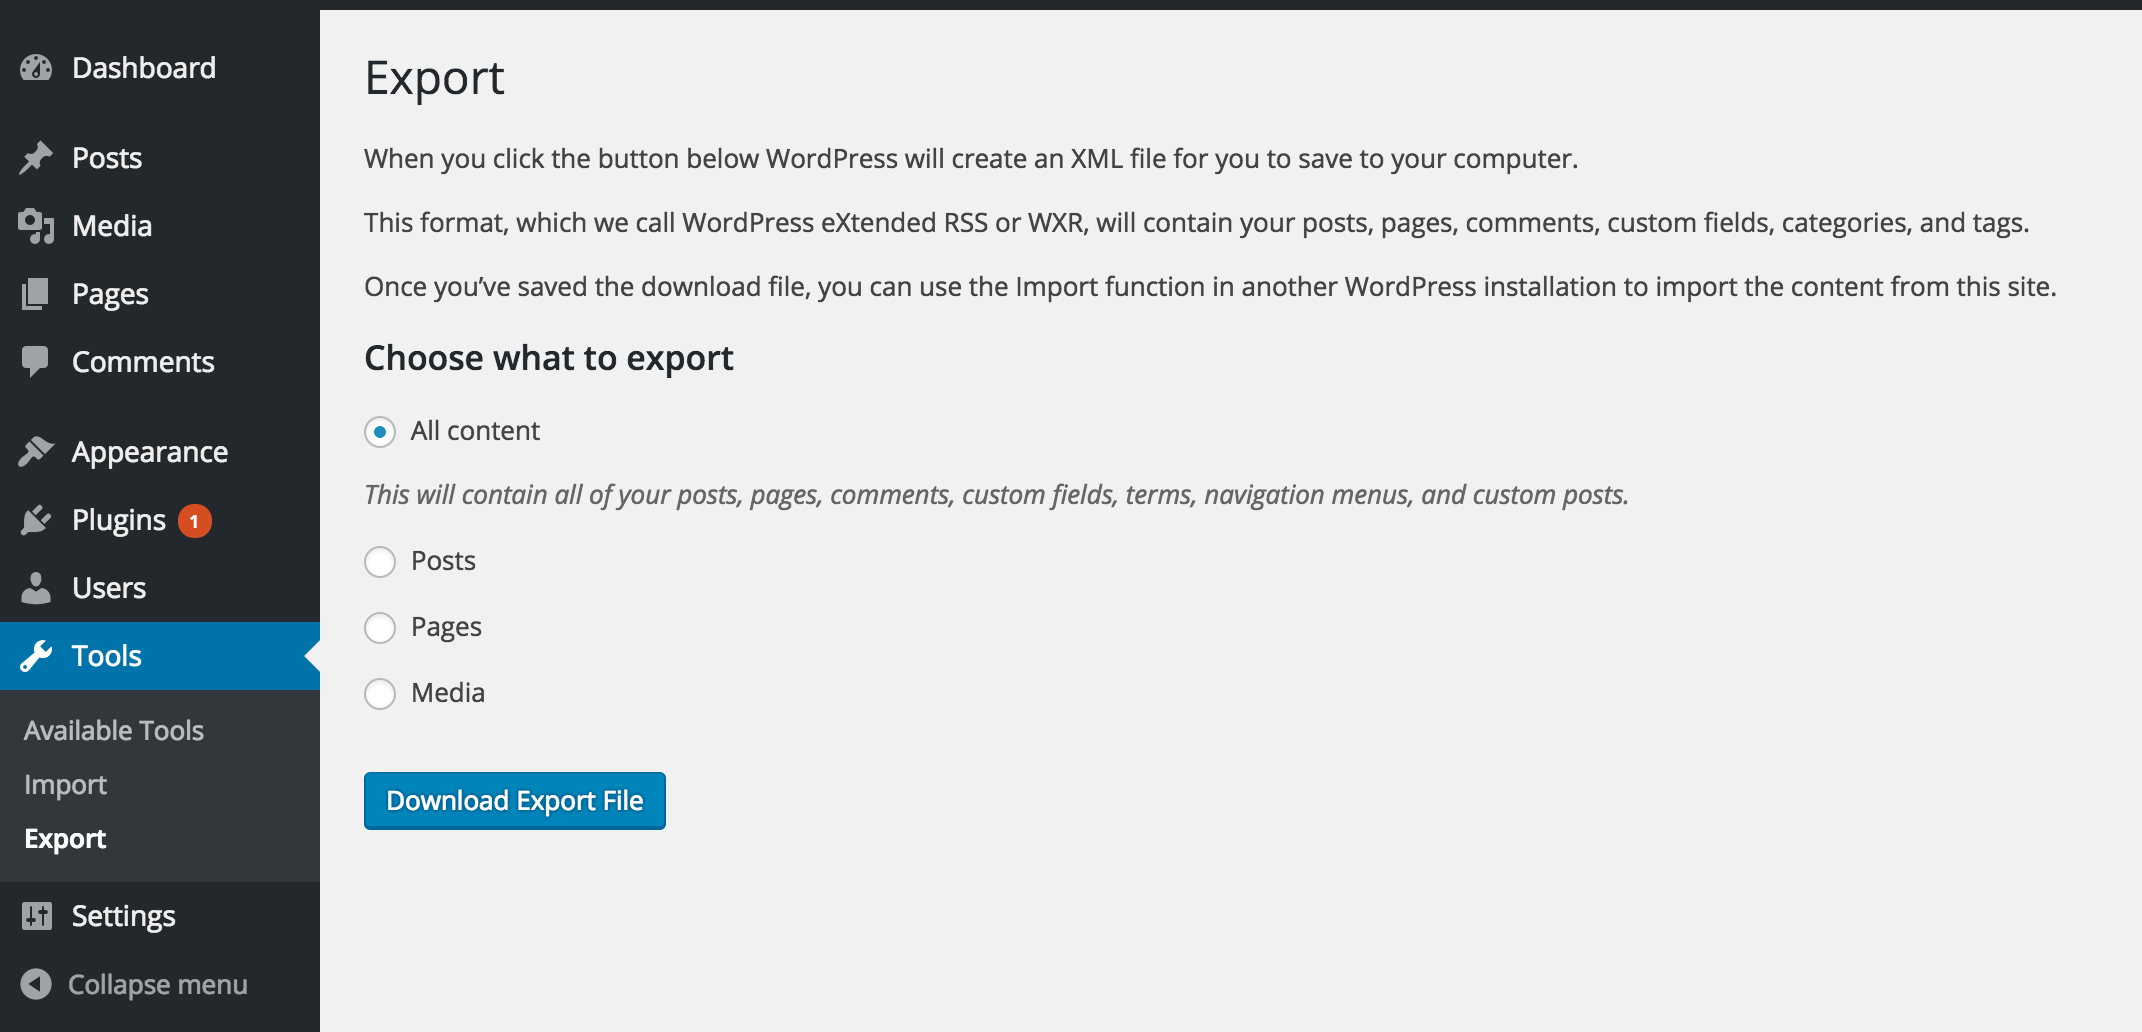 Dashboard
Posts
Media
Pages
Comments
Appearance
Plugins 1
Users
Tools
Available Tools
Import
Export
Settings
Collapse menu
Export
When you click the button below WordPress will create an XML file for you to save to your computer.
This format, which we call WordPress eXtended RSS or WXR, will contain your posts, pages, comments, custom fields, categories, and tags.
Once you’ve saved the download file, you can use the Import function in another WordPress installation to import the content from this site.
Choose what to export
All content
This will contain all of your posts, pages, comments, custom fields, terms, navigation menus, and custom posts.
Posts
Pages
Media
Download Export File